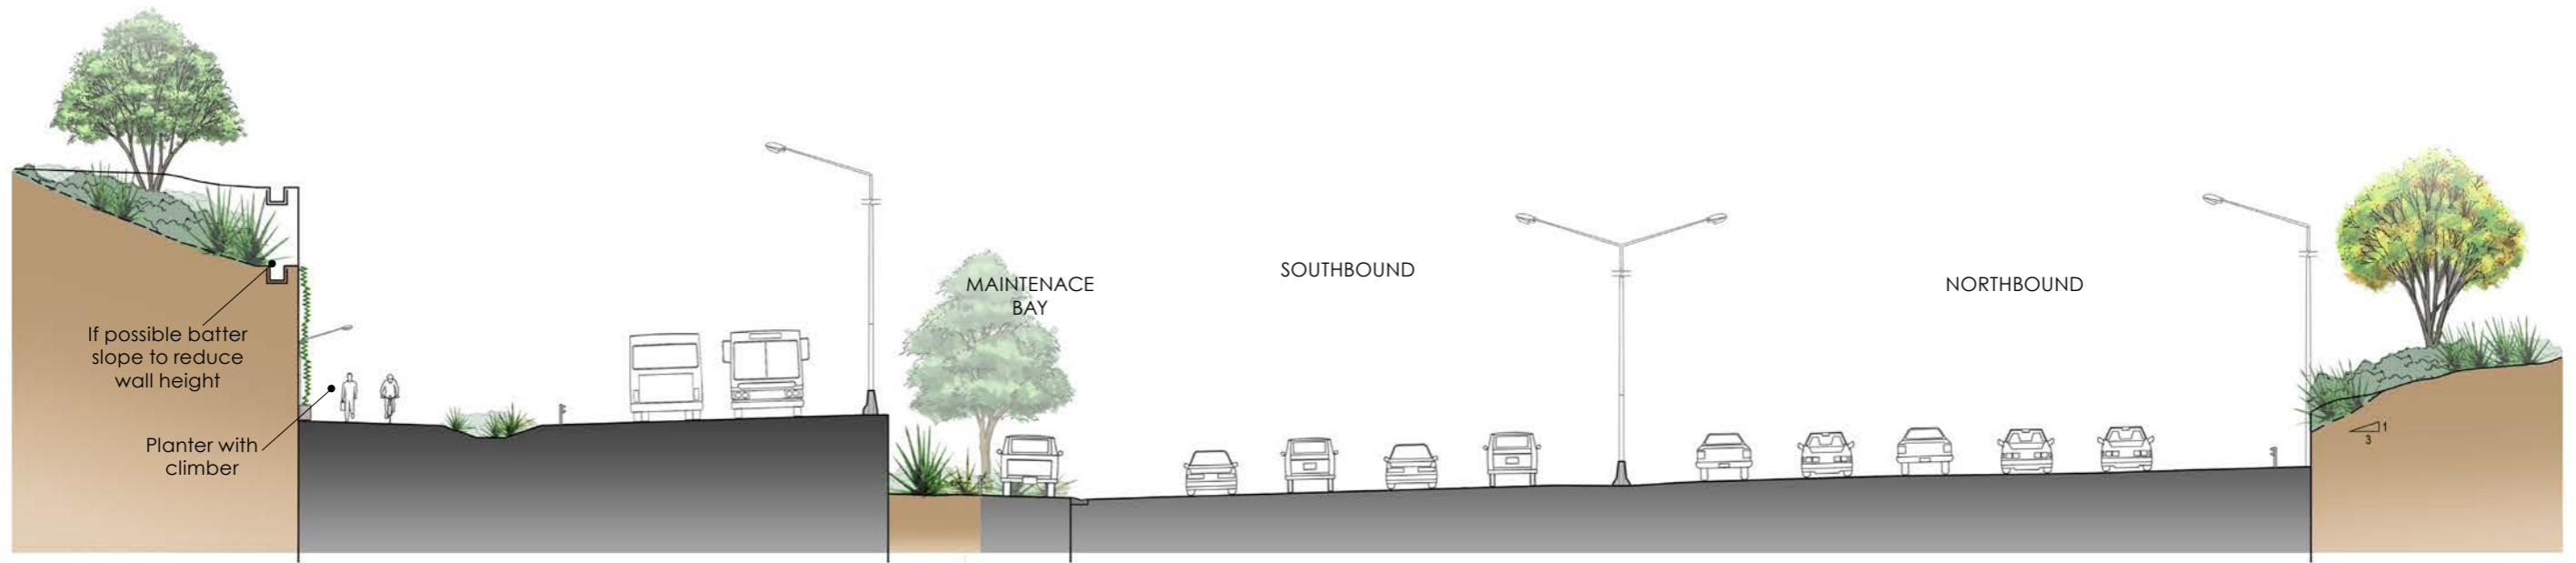 MAINTENACE
BAY
SOUTHBOUND
NORTHBOUND
If possible batter
slope to reduce
wall height
Planter with
climber
1
3